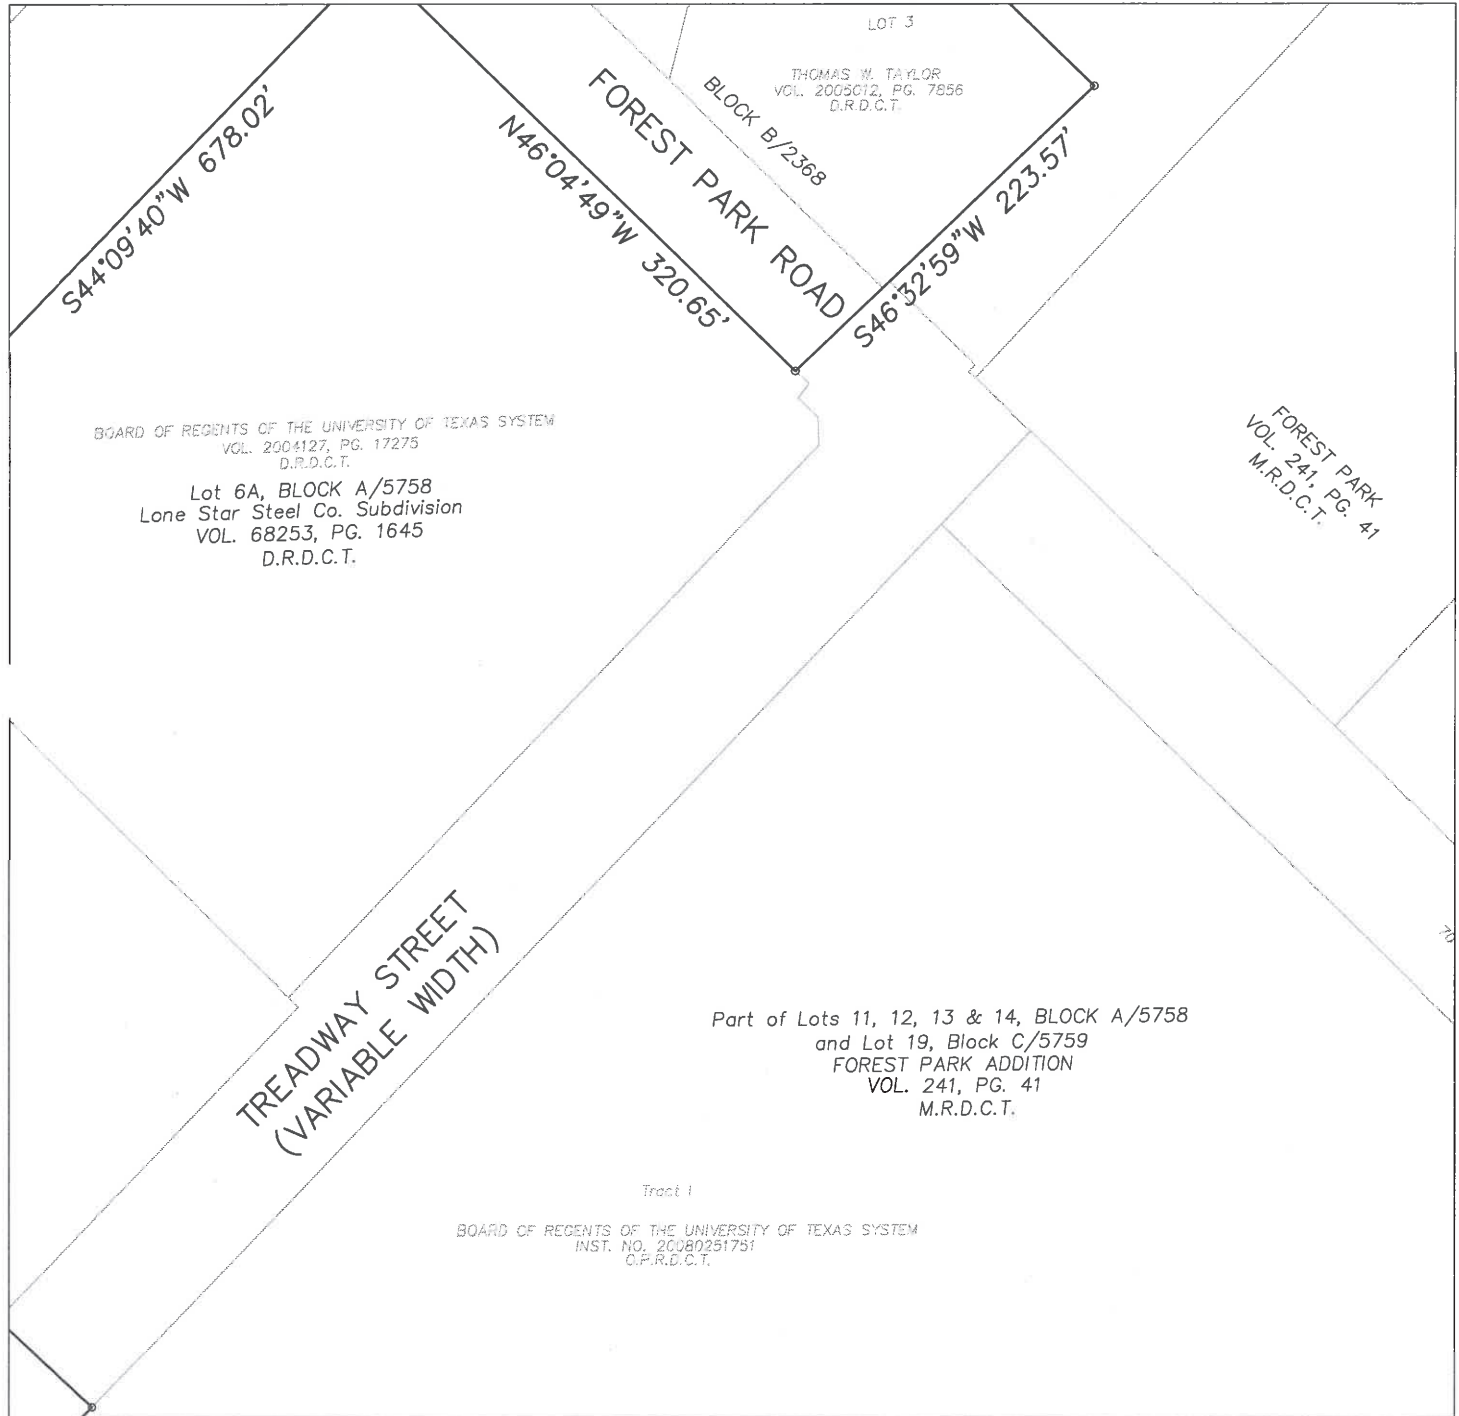 LOT 3
THOMAS W. TAYLOR
VOL. 2005012, PG. 7856
D.R.D.C.T.
BLOCK B/2368
FOREST PARK ROAD
S44°09'40"W 678.02'
N46°04'49"W 320.65'
S46°32'59"W 223.57'
BOARD OF REGENTS OF THE UNIVERSITY OF TEXAS SYSTEM
VOL. 2004127, PG. 17275
D.R.D.C.T.
Lot 6A, BLOCK A/5758
Lone Star Steel Co. Subdivision
VOL. 68253, PG. 1645
D.R.D.C.T.
FOREST PARK
VOL. 241, PG. 41
M.R.D.C.T.
70
TREADWAY STREET
(VARIABLE WIDTH)
Part of Lots 11, 12, 13 & 14, BLOCK A/5758
and Lot 19, Block C/5759
FOREST PARK ADDITION
VOL. 241, PG. 41
M.R.D.C.T.
Tract I
BOARD OF REGENTS OF THE UNIVERSITY OF TEXAS SYSTEM
INST. NO. 20080251751
O.P.R.D.C.T.